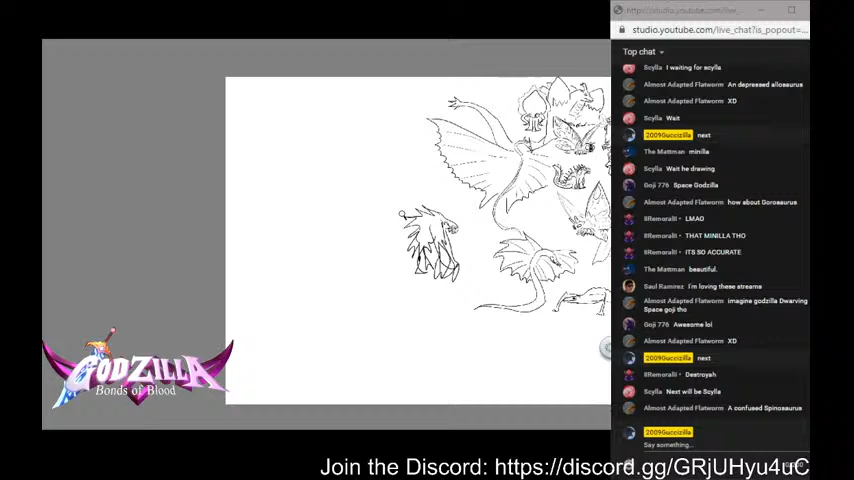 https://studio.youtube.com/live_
studio.youtube.com/live_chat?is_popout=...
Top chat
Scylla I waiting for scylla
Almost Adapted Flatworm An depressed allosaurus
Almost Adapted Flatworm XD
Scylla Wait
2009Guccizilla next
The Mattman minilla
Scylla Wait he drawing
Goji 776 Space Godzilla
Almost Adapted Flatworm how about Gorosaurus
LMAO
THAT MINILLA THO
ITS SO ACCURATE
The Mattman beautiful.
Saul Ramirez I'm loving these streams
Almost Adapted Flatworm imagine godzilla Dwarving
Space goji tho
Goji 776 Awesome lol
Almost Adapted Flatworm XD
2009Guccizilla next
Destroyah
Scylla Next will be Scylla
Almost Adapted Flatworm A confused Spinosaurus
2009Guccizilla
Say something...
GODZILLA
Bonds of Blood
Join the Discord: https://discord.gg/GRjUHyu4uC